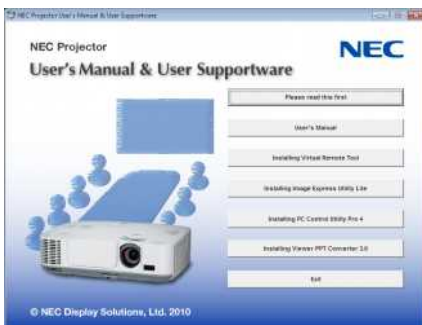 NEC Projector User's Manual & User Supportware
NEC Projector
NEC
User's Manual & User Supportware
Please read this first
User's Manual
Installing Virtual Remote Tool
Installing Image Express Utility Lite
Installing PC Control Utility Pro 4
Installing Viewer PPT Converter 3.0
Exit
© NEC Display Solutions, Ltd. 2010